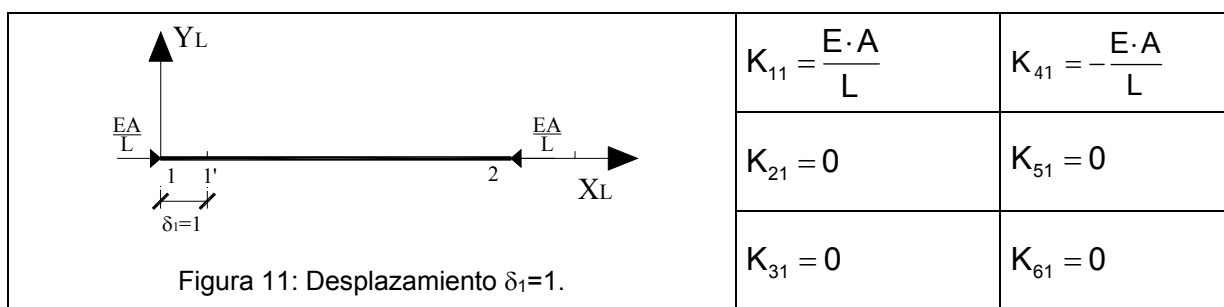 YL
EA/L
EA/L
1 1' 2
XL
δ1=1
Figura 11: Desplazamiento δ1=1.
K11 = E·A/L
K41 = -E·A/L
K21 = 0
K51 = 0
K31 = 0
K61 = 0